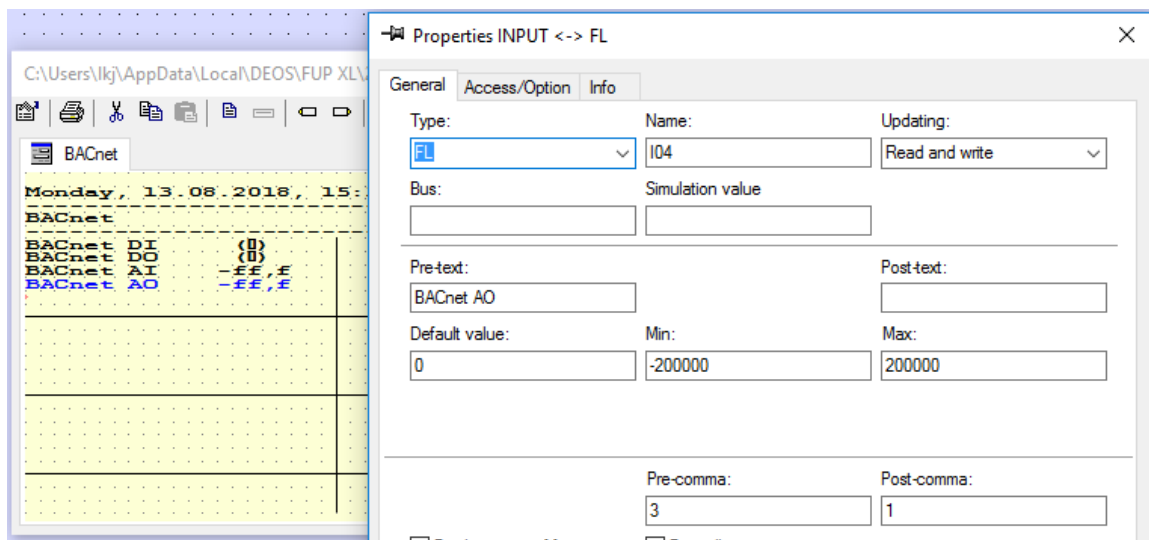 C:\Users\lkj\AppData\Local\DEOS\FUP XL\
BACnet
Monday, 13.08.2018, 15:
BACnet
BACnet DI
BACnet DO
BACnet AI -ff,f
BACnet AO -ff,f
Properties INPUT <-> FL
General Access/Option Info
Type: Name: Updating:
FL I04 Read and write
Bus: Simulation value
Pre-text: Post-text:
BACnet AO
Default value: Min: Max:
0 -200000 200000
Pre-comma: Post-comma:
3 1